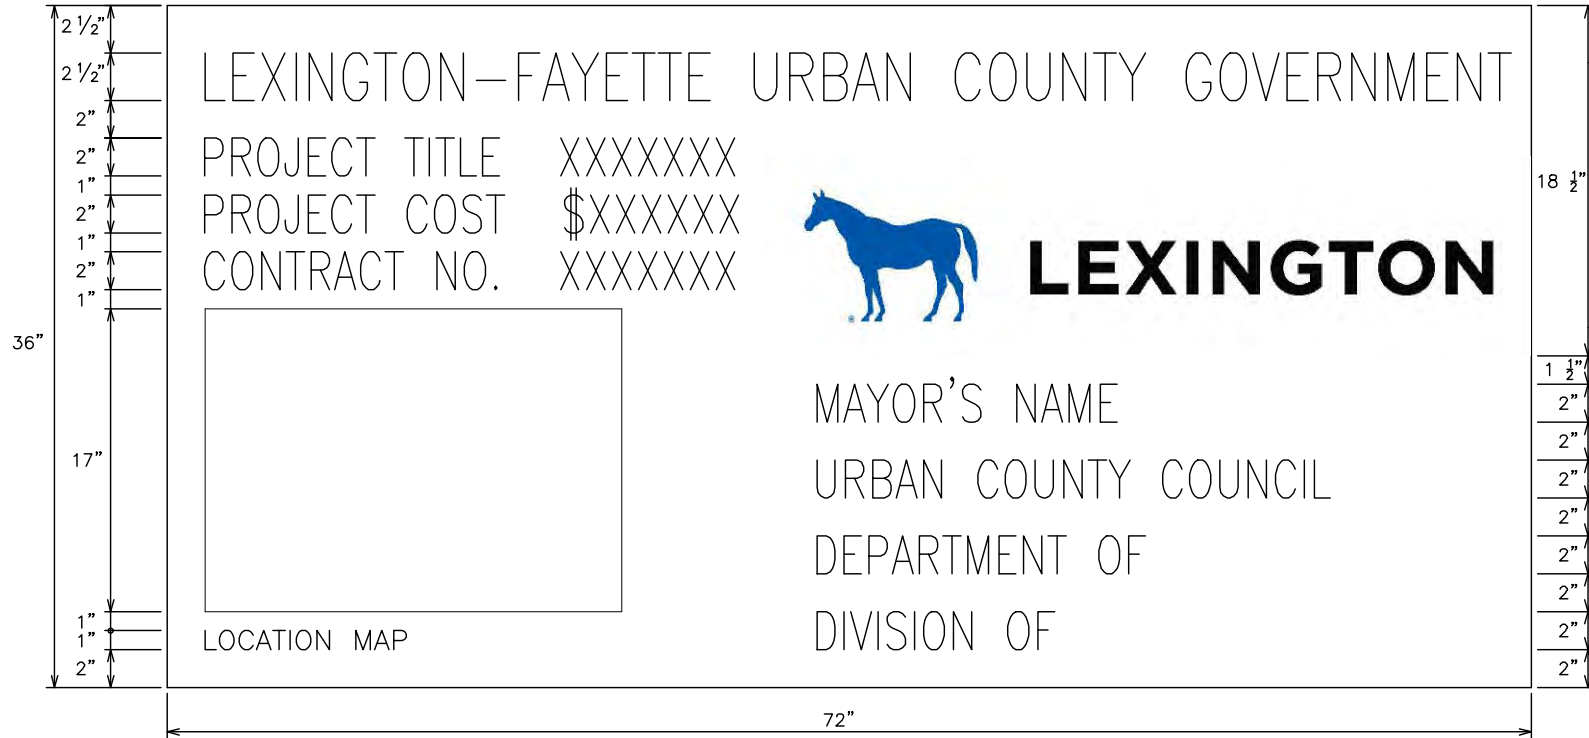 LEXINGTON-FAYETTE URBAN COUNTY GOVERNMENT
PROJECT TITLE XXXXXXX
PROJECT COST $XXXXXX
CONTRACT NO. XXXXXXX
LEXINGTON
MAYOR'S NAME
URBAN COUNTY COUNCIL
DEPARTMENT OF
DIVISION OF
LOCATION MAP
36"
2 ½"
2 ½"
2"
2"
1"
2"
1"
2"
1"
17"
1"
1"
2"
18 ½"
1 ½"
2"
2"
2"
2"
2"
2"
2"
2"
72"
®